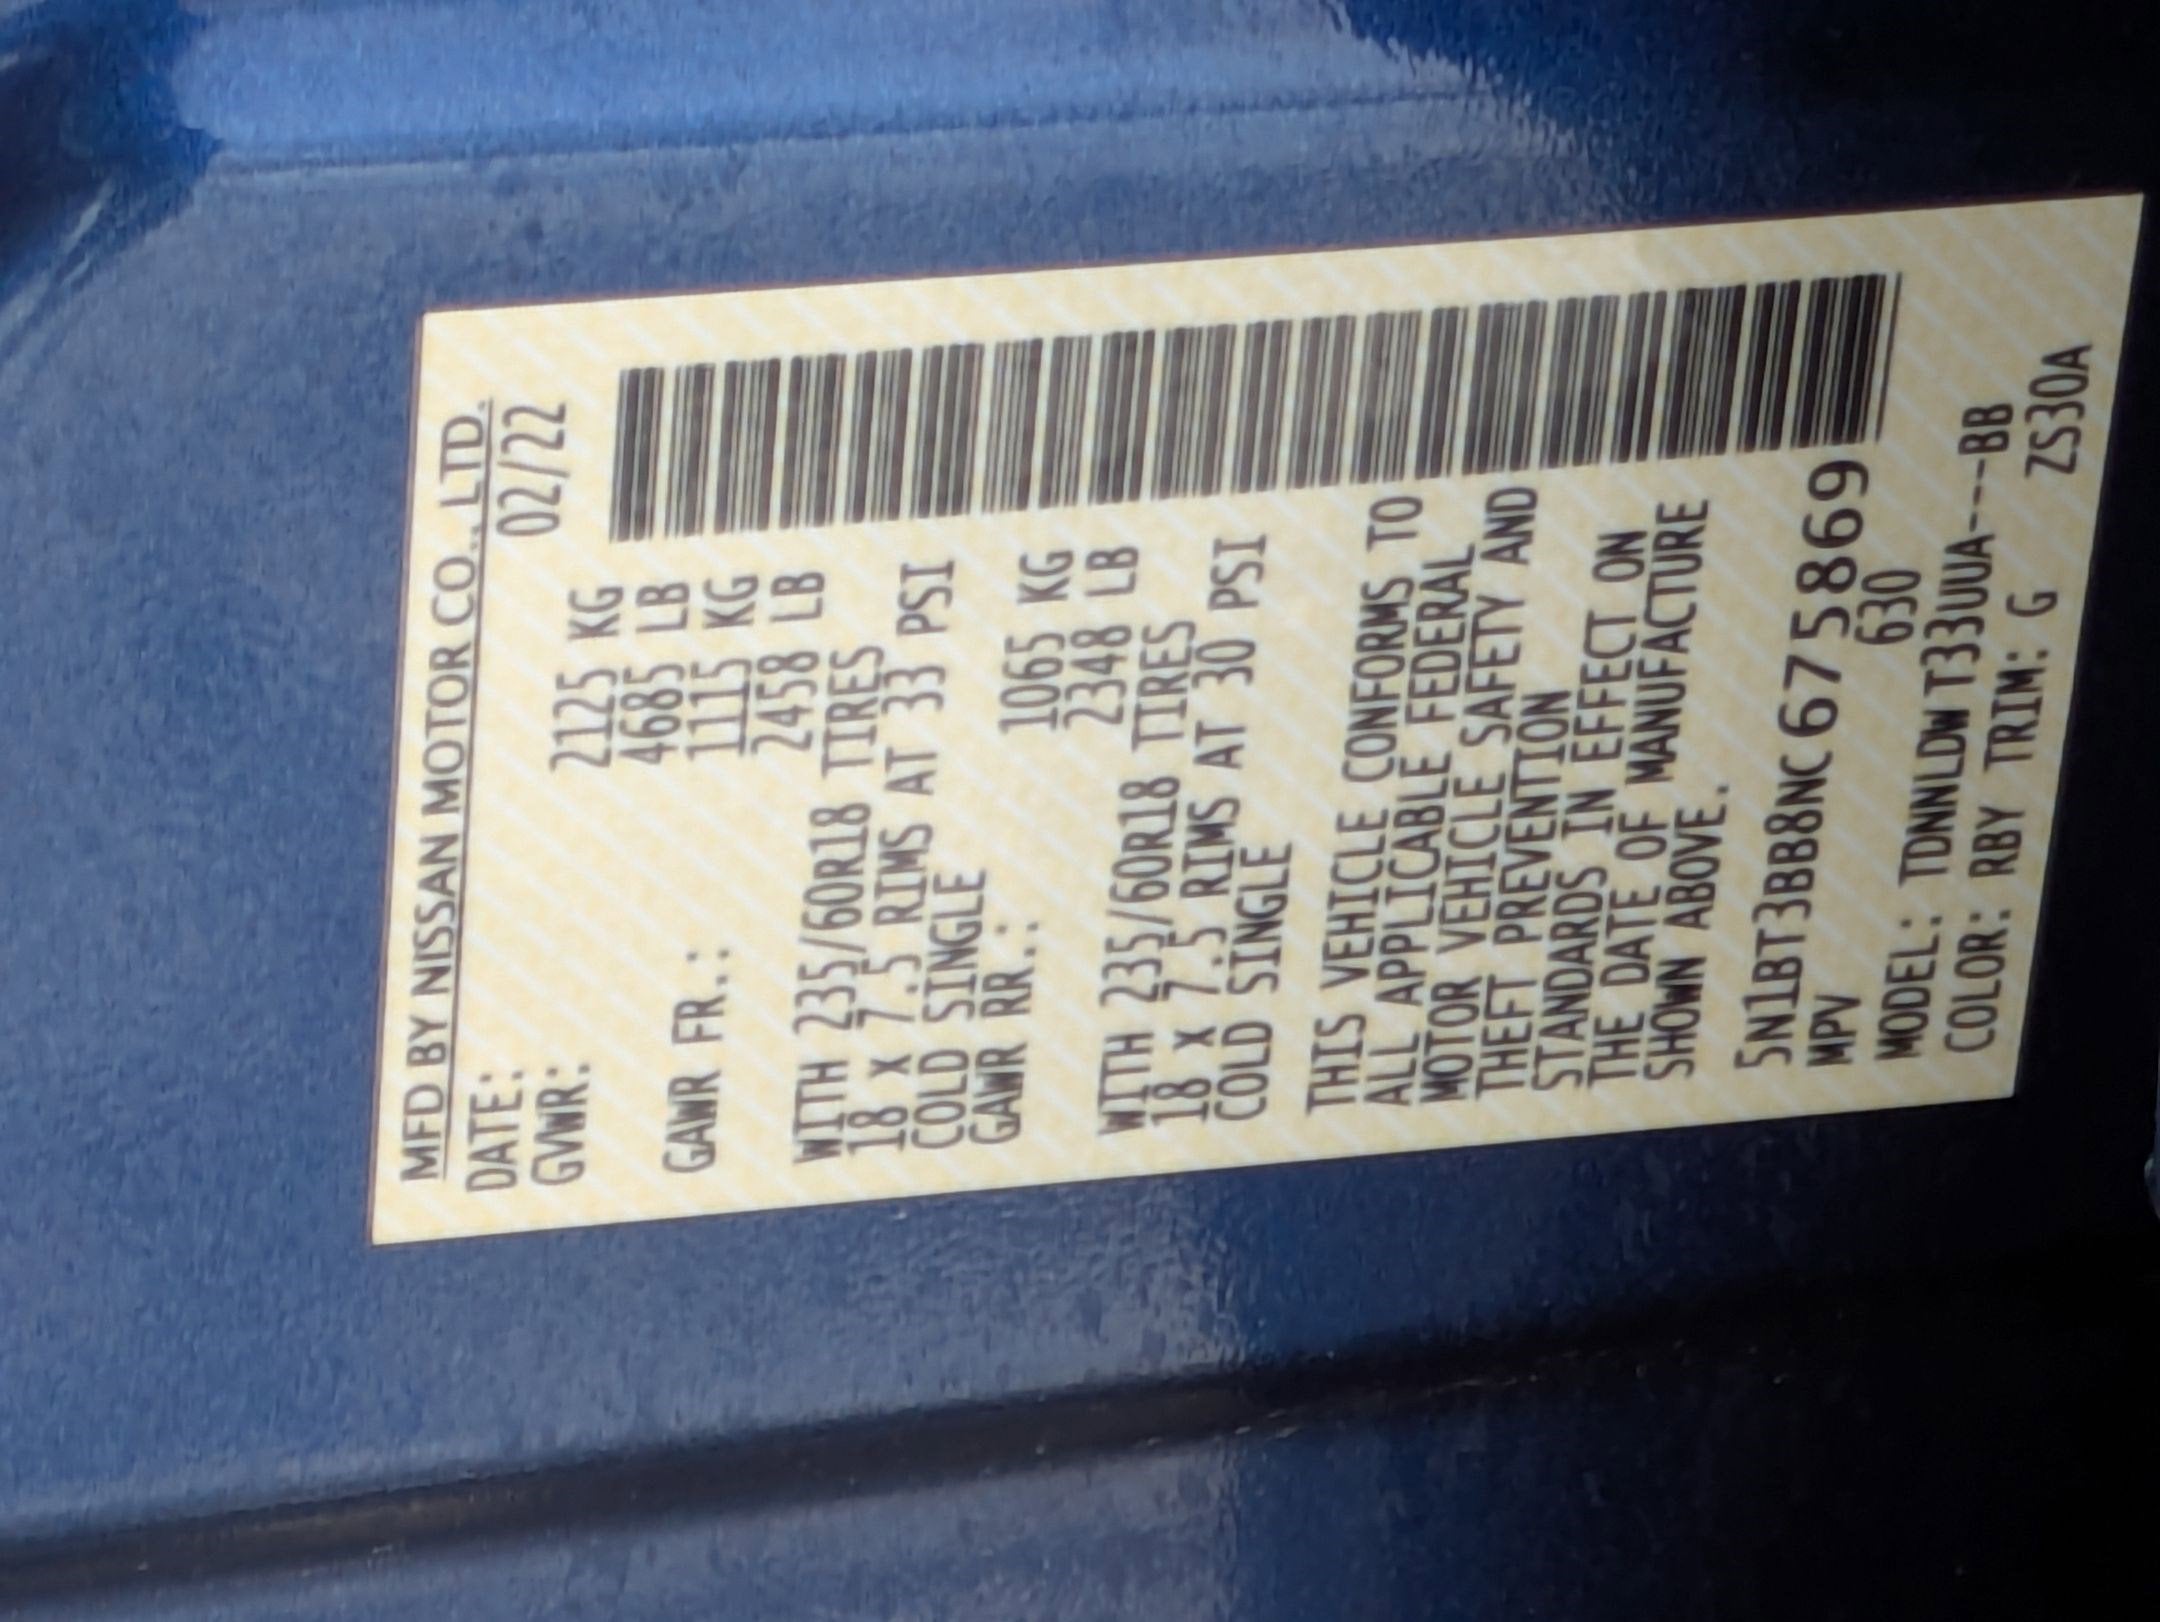 MFD BY NISSAN MOTOR CO., LTD.
DATE: 02/22
GVWR: 2125 KG
4685 LB
GAWR FR.: 1115 KG
2458 LB
WITH 235/60R18 TIRES
18 x 7.5 RIMS AT 33 PSI
COLD SINGLE
GAWR RR.: 1065 KG
2348 LB
WITH 235/60R18 TIRES
18 x 7.5 RIMS AT 30 PSI
COLD SINGLE
THIS VEHICLE CONFORMS TO
ALL APPLICABLE FEDERAL
MOTOR VEHICLE SAFETY AND
THEFT PREVENTION
STANDARDS IN EFFECT ON
THE DATE OF MANUFACTURE
SHOWN ABOVE.
5N1BT3BB8NC675869
MPV 630
MODEL: TDNNLDW T33UUA---BB
COLOR: RBY TRIM: G ZS30A